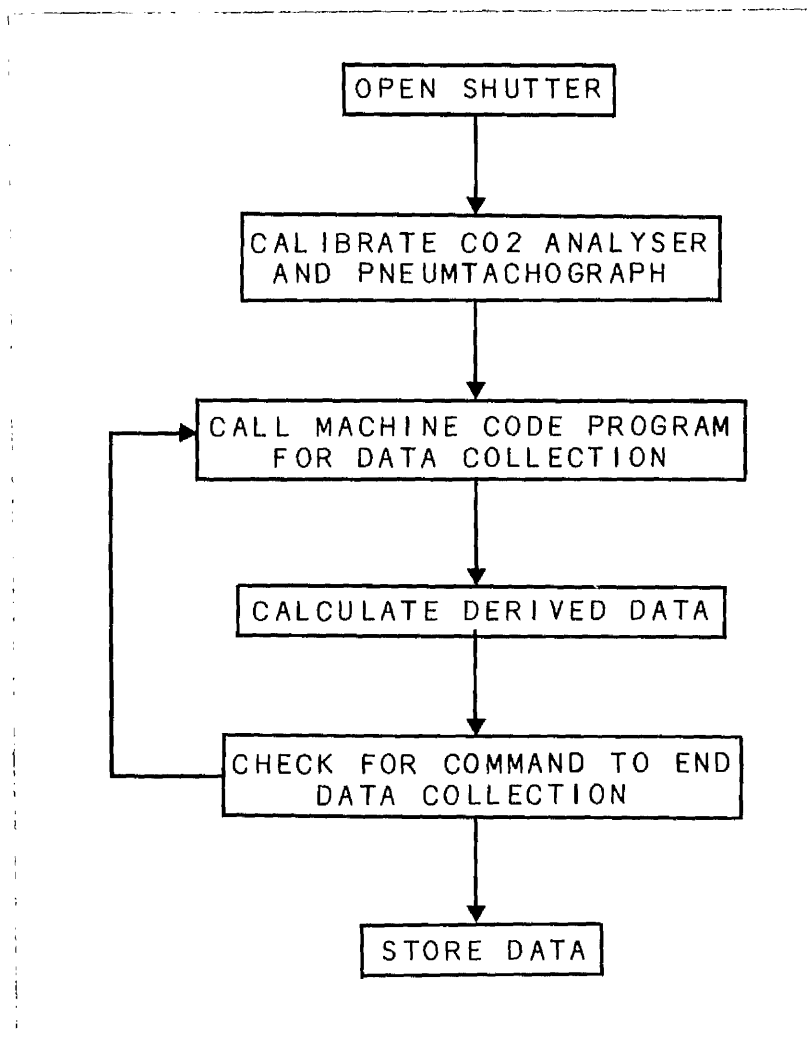 OPEN SHUTTER
CALIBRATE CO2 ANALYSER
AND PNEUMTACHOGRAPH
CALL MACHINE CODE PROGRAM
FOR DATA COLLECTION
CALCULATE DERIVED DATA
CHECK FOR COMMAND TO END
DATA COLLECTION
STORE DATA